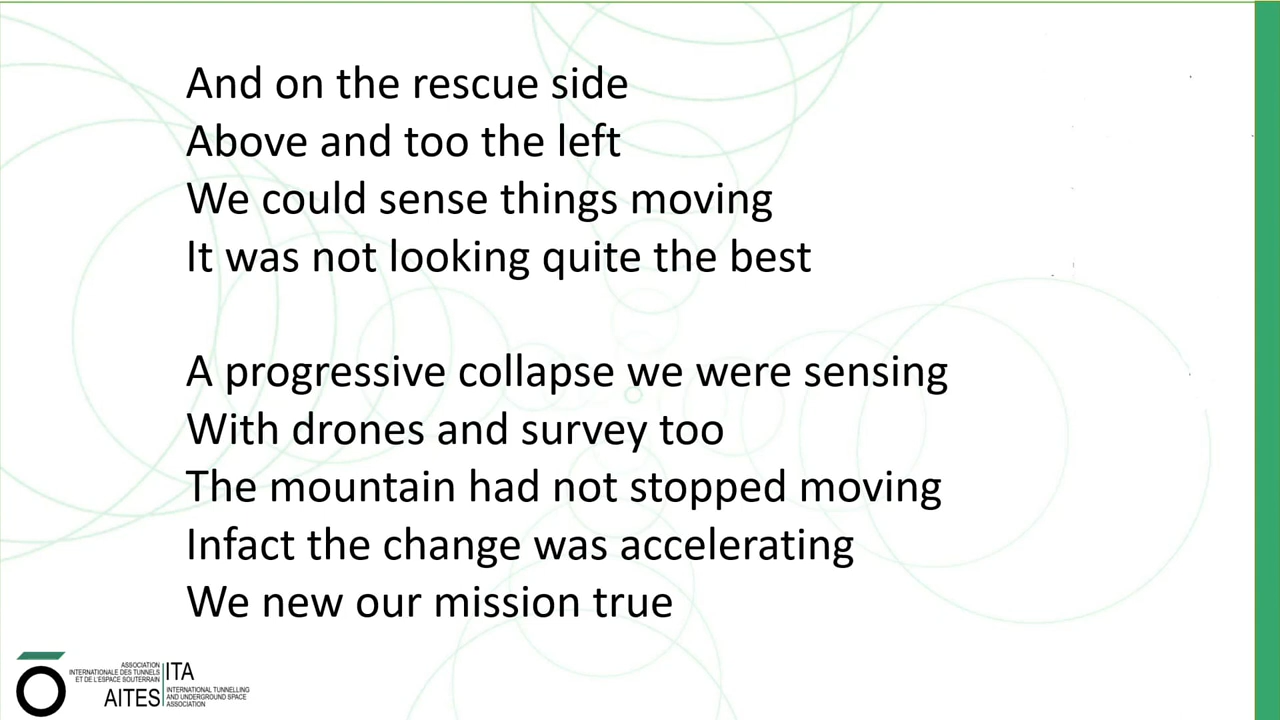 And on the rescue side
Above and too the left
We could sense things moving
It was not looking quite the best
A progressive collapse we were sensing
With drones and survey too
The mountain had not stopped moving
Infact the change was accelerating
We new our mission true
ASSOCIATION
INTERNATIONALE DES TUNNELS
ET DE L'ESPACE SOUTERRAIN
AITES
ITA
INTERNATIONAL TUNNELLING
AND UNDERGROUND SPACE
ASSOCIATION